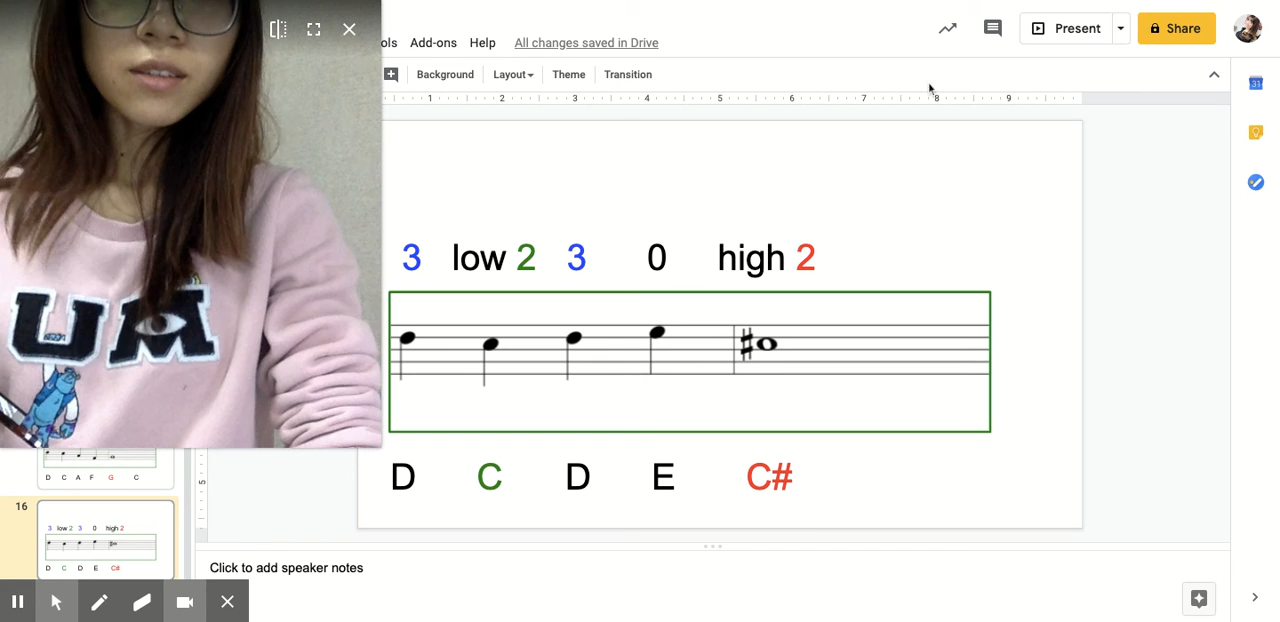 ols Add-ons Help All changes saved in Drive
Present Share
Background Layout Theme Transition
1 2 3 4 5 6 7 8 9
31
3 low 2 3 0 high 2
UM
D C D E C#
5
D C A F G C
16
3 low 2 3 0 high 2
D C D E C#
Click to add speaker notes